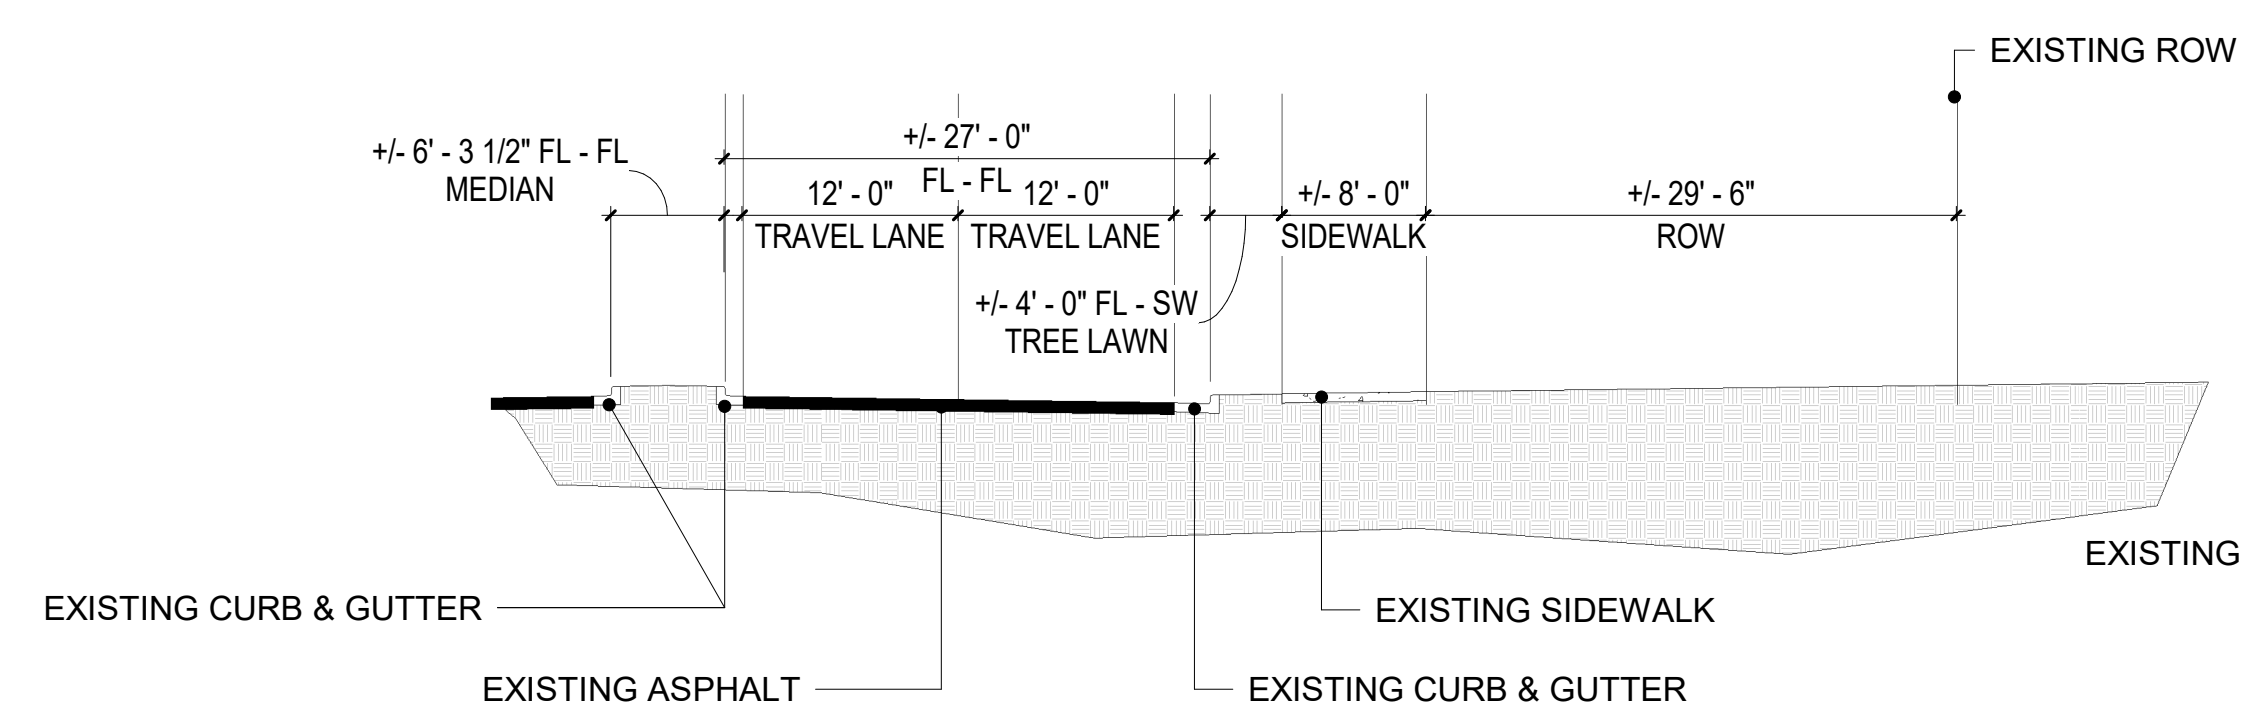 EXISTING ROW
+/- 27' - 0"
FL - FL
+/- 6' - 3 1/2" FL - FL
MEDIAN
12' - 0"
TRAVEL LANE
12' - 0"
TRAVEL LANE
+/- 8' - 0"
SIDEWALK
+/- 29' - 6"
ROW
+/- 4' - 0" FL - SW
TREE LAWN
EXISTING
EXISTING CURB & GUTTER
EXISTING SIDEWALK
EXISTING ASPHALT
EXISTING CURB & GUTTER